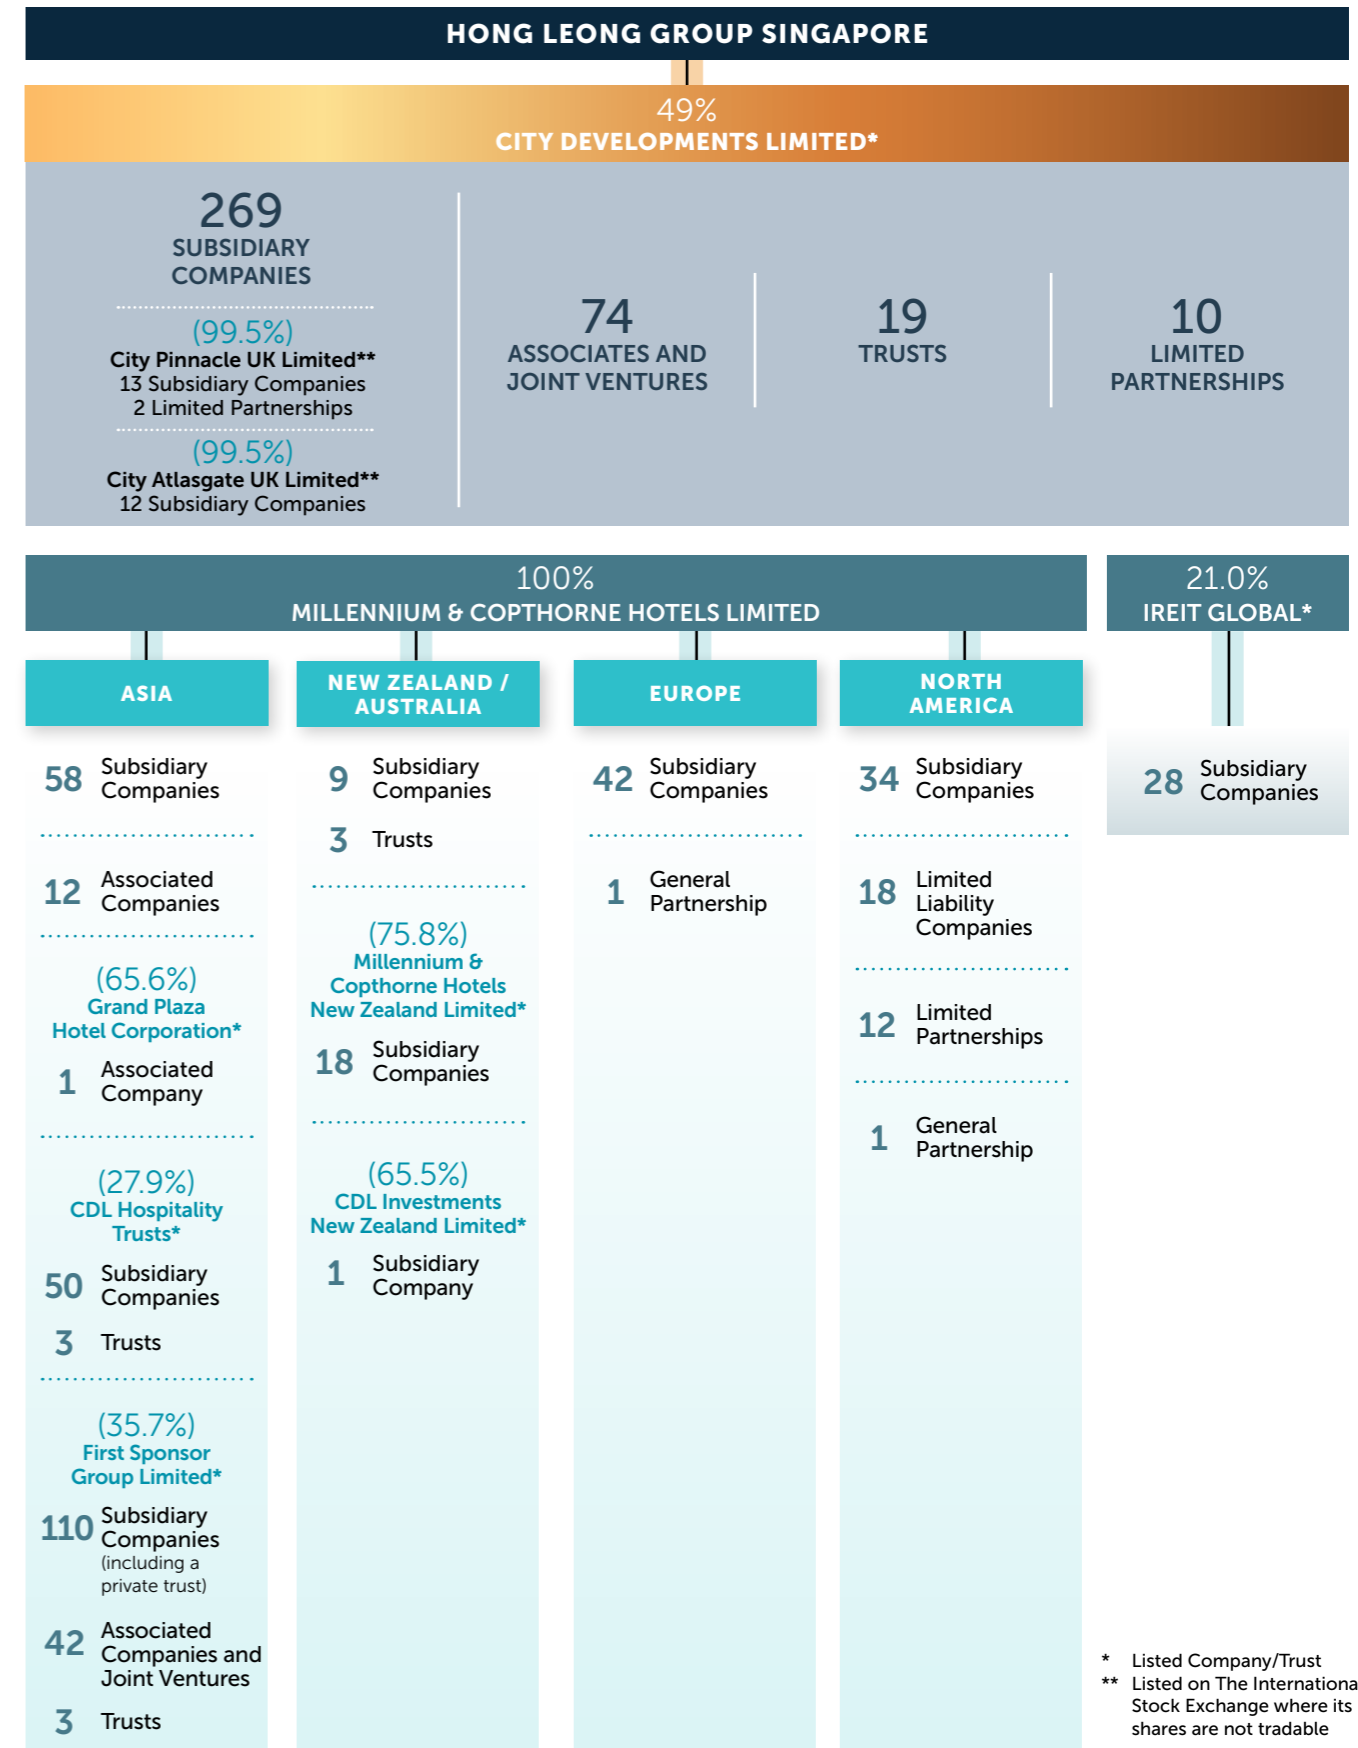 HONG LEONG GROUP SINGAPORE
49%
CITY DEVELOPMENTS LIMITED*
269
SUBSIDIARY
COMPANIES
(99.5%)
City Pinnacle UK Limited**
13 Subsidiary Companies
2 Limited Partnerships
(99.5%)
City Atlasgate UK Limited**
12 Subsidiary Companies
74
ASSOCIATES AND
JOINT VENTURES
19
TRUSTS
10
LIMITED
PARTNERSHIPS
100%
MILLENNIUM & COPTHORNE HOTELS LIMITED
21.0%
IREIT GLOBAL*
ASIA
58 Subsidiary
Companies
12 Associated
Companies
(65.6%)
Grand Plaza
Hotel Corporation*
1 Associated
Company
(27.9%)
CDL Hospitality
Trusts*
50 Subsidiary
Companies
3 Trusts
(35.7%)
First Sponsor
Group Limited*
110 Subsidiary
Companies
(including a
private trust)
42 Associated
Companies and
Joint Ventures
3 Trusts
NEW ZEALAND /
AUSTRALIA
9 Subsidiary
Companies
3 Trusts
(75.8%)
Millennium &
Copthorne Hotels
New Zealand Limited*
18 Subsidiary
Companies
(65.5%)
CDL Investments
New Zealand Limited*
1 Subsidiary
Company
EUROPE
42 Subsidiary
Companies
1 General
Partnership
NORTH
AMERICA
34 Subsidiary
Companies
18 Limited
Liability
Companies
12 Limited
Partnerships
1 General
Partnership
28 Subsidiary
Companies
* Listed Company/Trust
** Listed on The Internationa
Stock Exchange where its
shares are not tradable